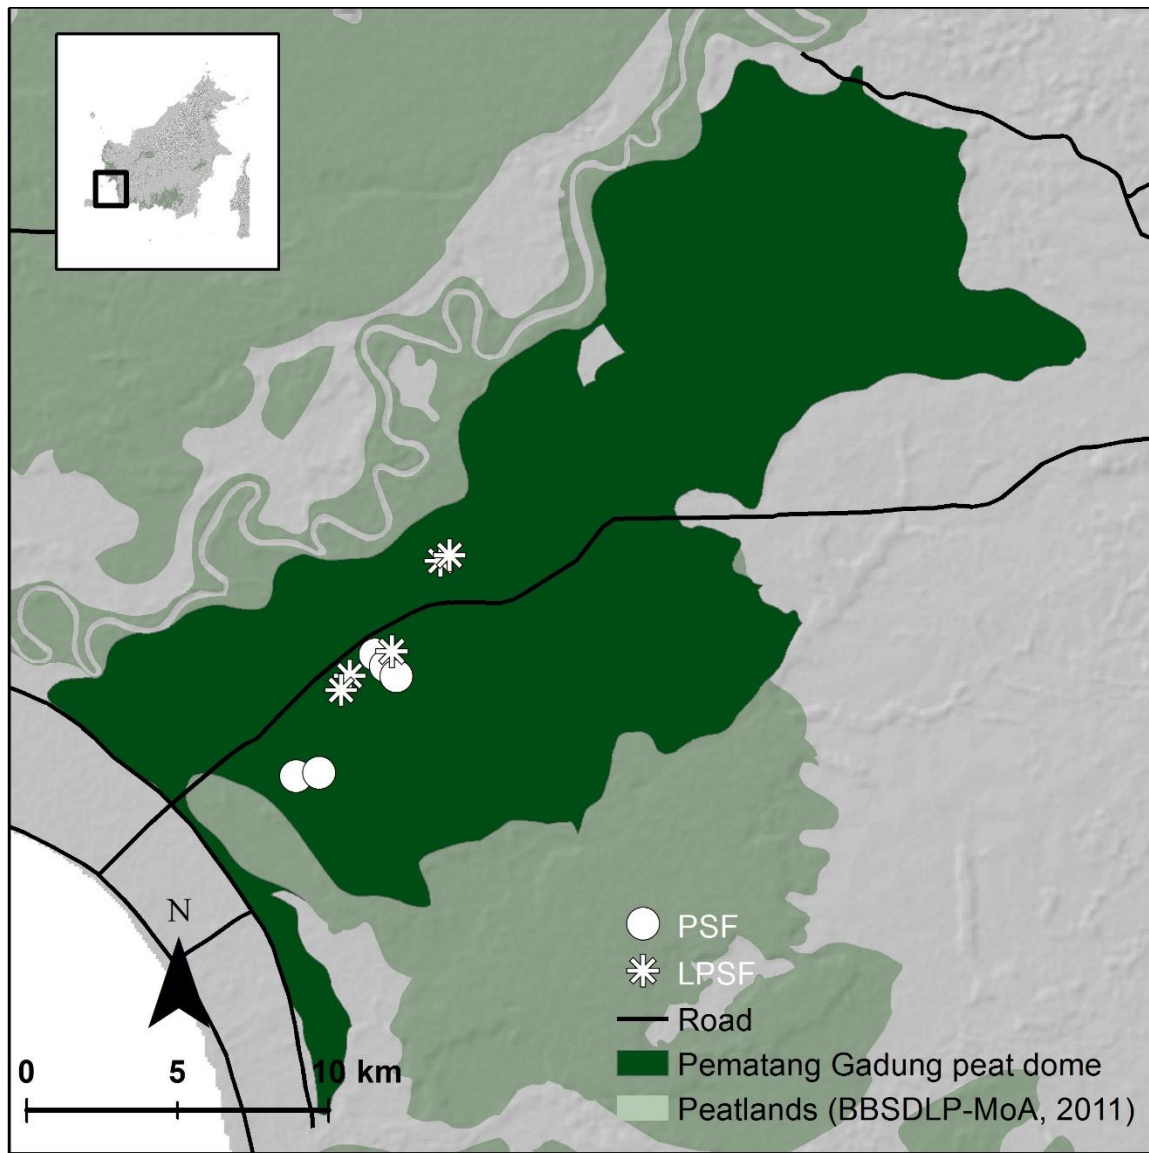 PSF
LPSF
Road
Pematang Gadung peat dome
Peatlands (BBSDLP-MoA, 2011)
N
0 5 10 km